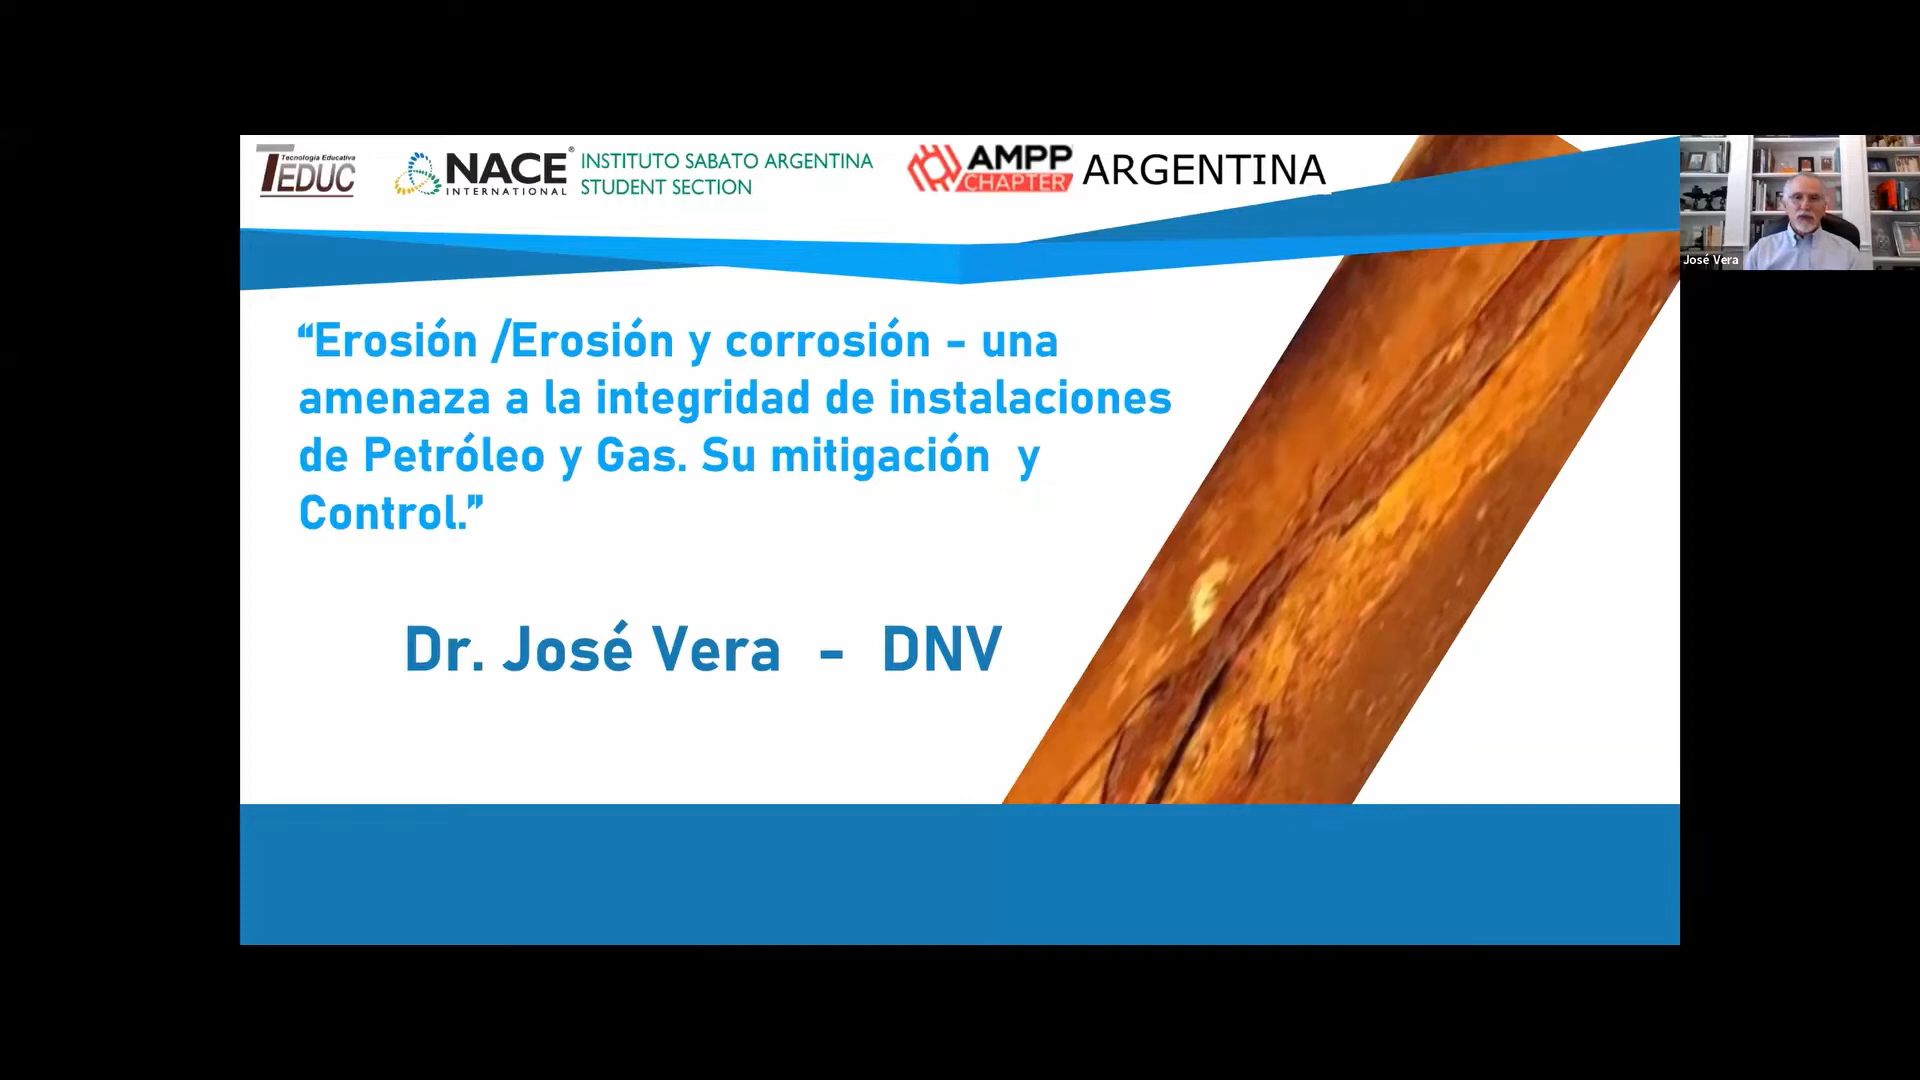 Tecnología Educativa
TEDUC
NACE®
INTERNATIONAL
INSTITUTO SABATO ARGENTINA
STUDENT SECTION
AMPP
CHAPTER
ARGENTINA
José Vera
“Erosión /Erosión y corrosión - una
amenaza a la integridad de instalaciones
de Petróleo y Gas. Su mitigación y
Control.”
Dr. José Vera - DNV